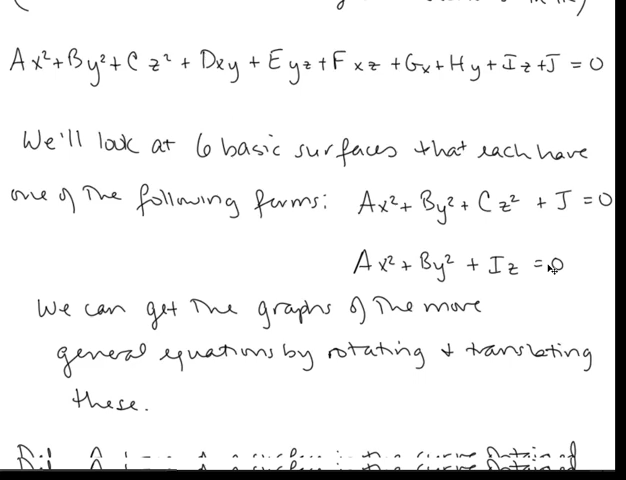 Ax²+By²+Cz²+Dxy+Eyz+Fxz+Gx+Hy+Iz+J=0
We'll look at 6 basic surfaces that each have
one of the following forms: Ax²+By²+Cz²+J=0
Ax²+By²+Iz=0
We can get the graphs of the more
general equations by rotating & translating
these.